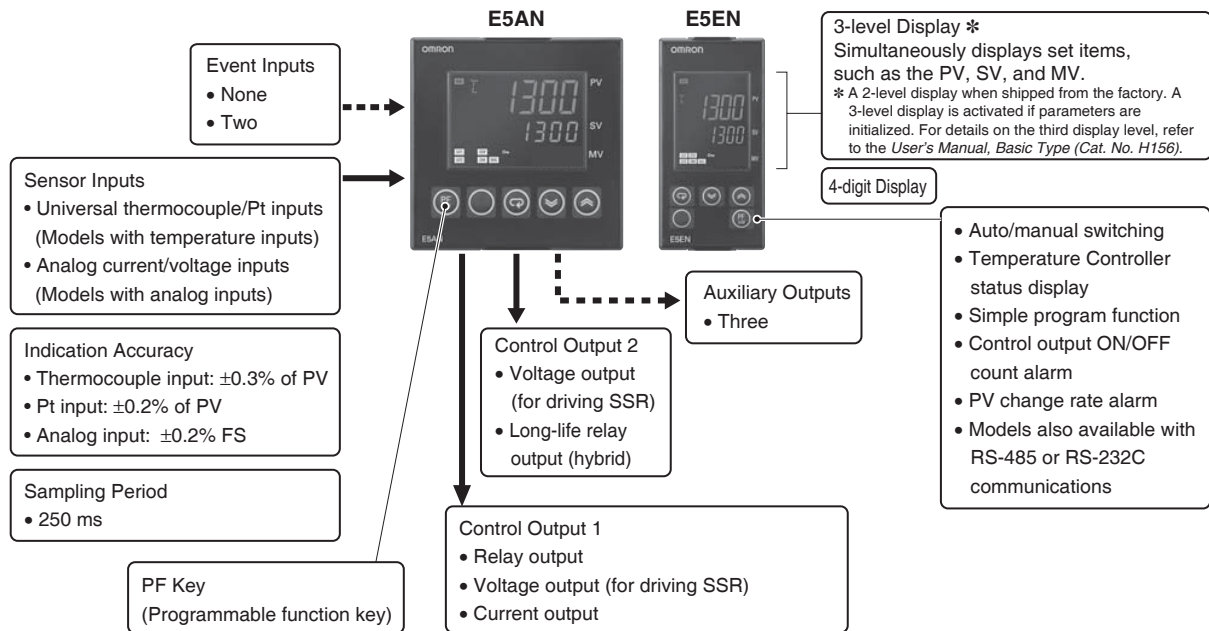 E5AN
E5EN
Event Inputs
• None
• Two
Sensor Inputs
• Universal thermocouple/Pt inputs
(Models with temperature inputs)
• Analog current/voltage inputs
(Models with analog inputs)
Indication Accuracy
• Thermocouple input: ±0.3% of PV
• Pt input: ±0.2% of PV
• Analog input: ±0.2% FS
Sampling Period
• 250 ms
PF Key
(Programmable function key)
OMRON
℃
1300
PV
1300
SV
MV
PF
E5AN
OMRON
1300
PV
1300
SV
MV
PF
E5EN
3-level Display ✻
Simultaneously displays set items,
such as the PV, SV, and MV.
✻ A 2-level display when shipped from the factory. A
3-level display is activated if parameters are
initialized. For details on the third display level, refer
to the User's Manual, Basic Type (Cat. No. H156).
4-digit Display
• Auto/manual switching
• Temperature Controller
status display
• Simple program function
• Control output ON/OFF
count alarm
• PV change rate alarm
• Models also available with
RS-485 or RS-232C
communications
Auxiliary Outputs
• Three
Control Output 2
• Voltage output
(for driving SSR)
• Long-life relay
output (hybrid)
Control Output 1
• Relay output
• Voltage output (for driving SSR)
• Current output